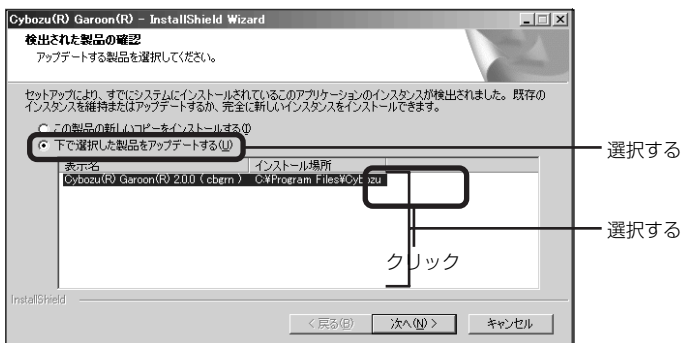 Cybozu(R) Garoon(R) - InstallShield Wizard
検出された製品の確認
アップデートする製品を選択してください。
セットアップにより、すでにシステムにインストールされているこのアプリケーションのインスタンスが検出されました。既存の
インスタンスを維持またはアップデートするか、完全に新しいインスタンスをインストールできます。
この製品の新しいコピーをインストールする(I)
下で選択した製品をアップデートする(U)
選択する
表示名 インストール場所
Cybozu(R) Garoon(R) 2.0.0 ( cbgrn ) C:¥Program Files¥Cybozu
選択する
クリック
InstallShield
< 戻る(B) 次へ(N) > キャンセル